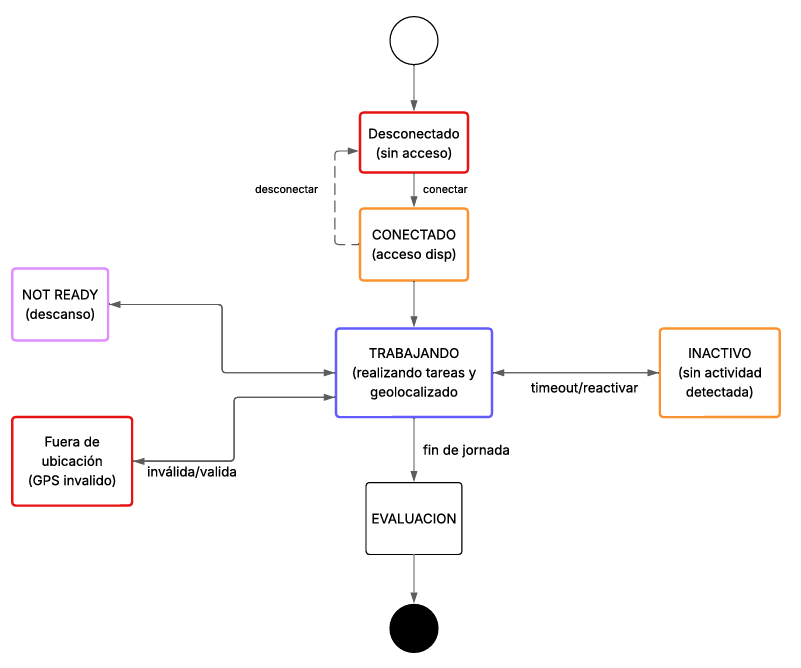 Desconectado
(sin acceso)
desconectar
conectar
CONECTADO
(acceso disp)
NOT READY
(descanso)
TRABAJANDO
(realizando tareas y
geolocalizado
INACTIVO
(sin actividad
detectada)
timeout/reactivar
Fuera de
ubicación
(GPS invalido)
inválida/valida
fin de jornada
EVALUACION